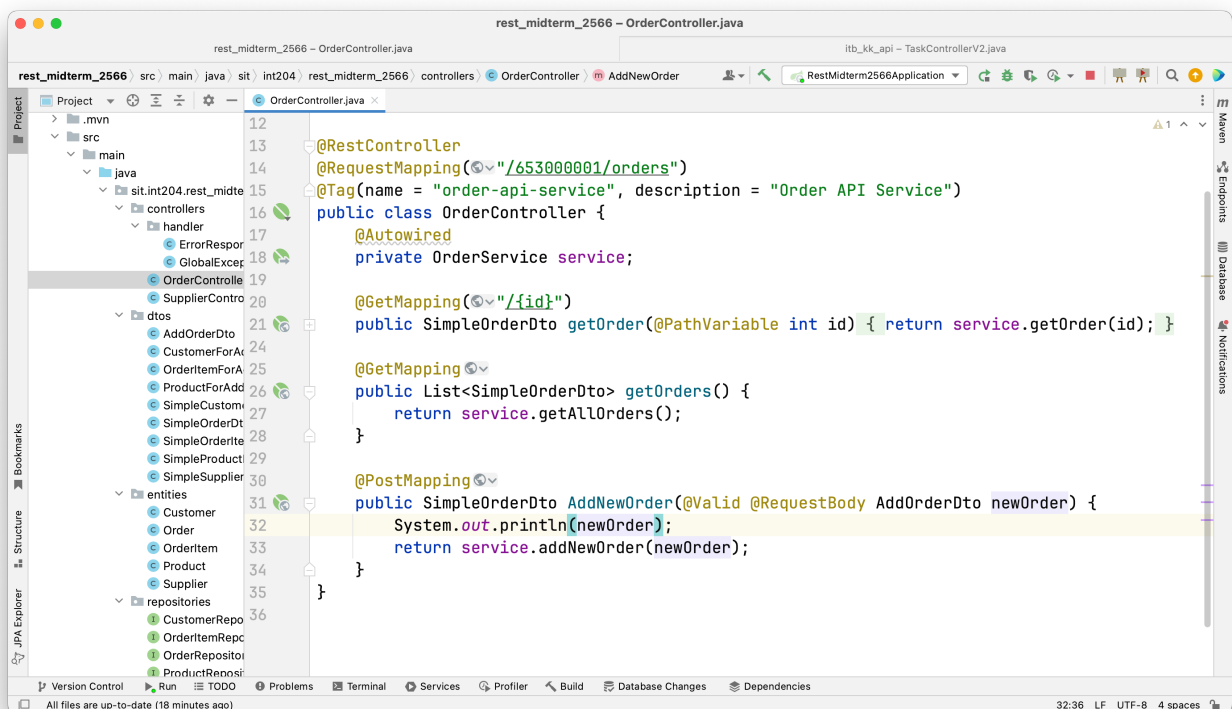 rest_midterm_2566 – OrderController.java
rest_midterm_2566 – OrderController.java
itb_kk_api – TaskControllerV2.java
rest_midterm_2566 〉 src 〉 main 〉 java 〉 sit 〉 int204 〉 rest_midterm_2566 〉 controllers 〉 C OrderController 〉 m AddNewOrder
RestMidterm2566Application
Project
OrderController.java
.mvn
src
main
java
sit.int204.rest_midte
controllers
handler
ErrorRespor
GlobalExcep
OrderControlle
SupplierContro
dtos
AddOrderDto
CustomerForAc
OrderItemForA
ProductForAdd
SimpleCustome
SimpleOrderDt
SimpleOrderIte
SimpleProductI
SimpleSupplier
entities
Customer
Order
OrderItem
Product
Supplier
repositories
CustomerRepo
OrderItemRepo
OrderRepositor
ProductReposit
12
13 @RestController
14 @RequestMapping("/653000001/orders")
15 @Tag(name = "order-api-service", description = "Order API Service")
16 public class OrderController {
17 @Autowired
18 private OrderService service;
19
20 @GetMapping("/{id}")
21 public SimpleOrderDto getOrder(@PathVariable int id) { return service.getOrder(id); }
24
25 @GetMapping
26 public List<SimpleOrderDto> getOrders() {
27 return service.getAllOrders();
28 }
29
30 @PostMapping
31 public SimpleOrderDto AddNewOrder(@Valid @RequestBody AddOrderDto newOrder) {
32 System.out.println(newOrder);
33 return service.addNewOrder(newOrder);
34 }
35 }
36
1
Project
Bookmarks
Structure
JPA Explorer
m
Maven
Endpoints
Database
Notifications
Version Control
Run
TODO
Problems
Terminal
Services
Profiler
Build
Database Changes
Dependencies
All files are up-to-date (18 minutes ago)
32:36 LF UTF-8 4 spaces